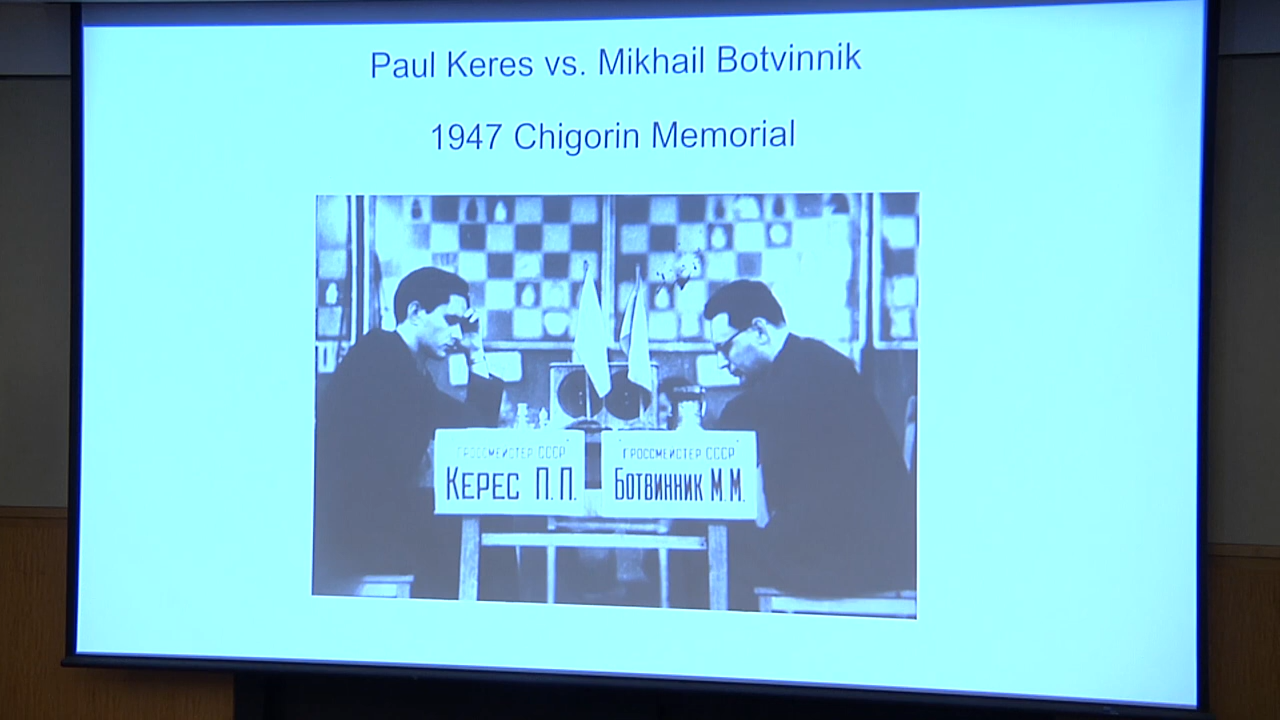 Paul Keres vs. Mikhail Botvinnik
1947 Chigorin Memorial
ГРОССМЕЙСТЕР СССР
КЕРЕС П. П.
ГРОССМЕЙСТЕР СССР
БОТВИННИК М. М.